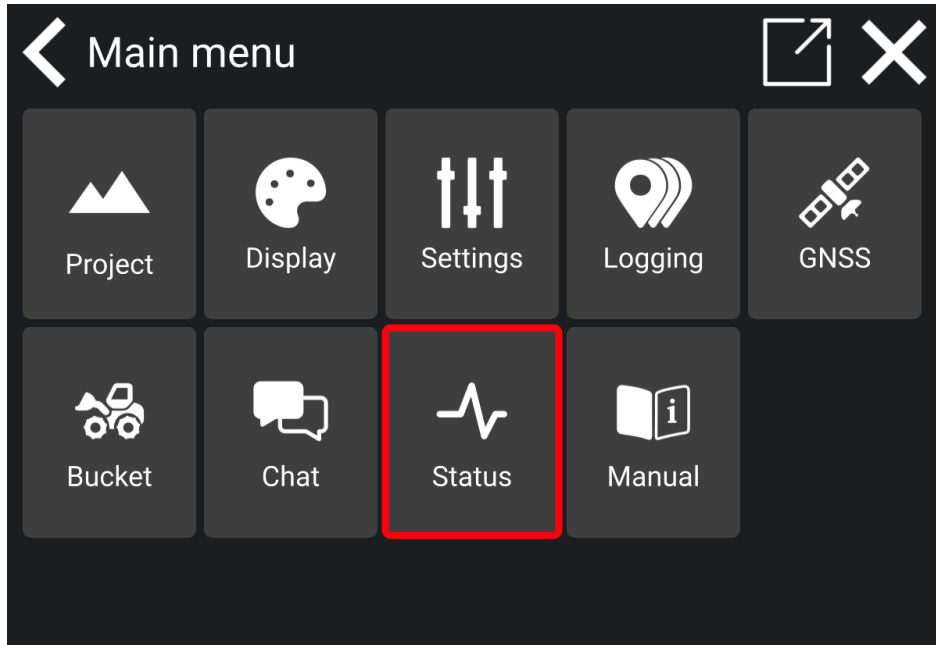 Main menu
Project
Display
Settings
Logging
GNSS
Bucket
Chat
Status
i
Manual